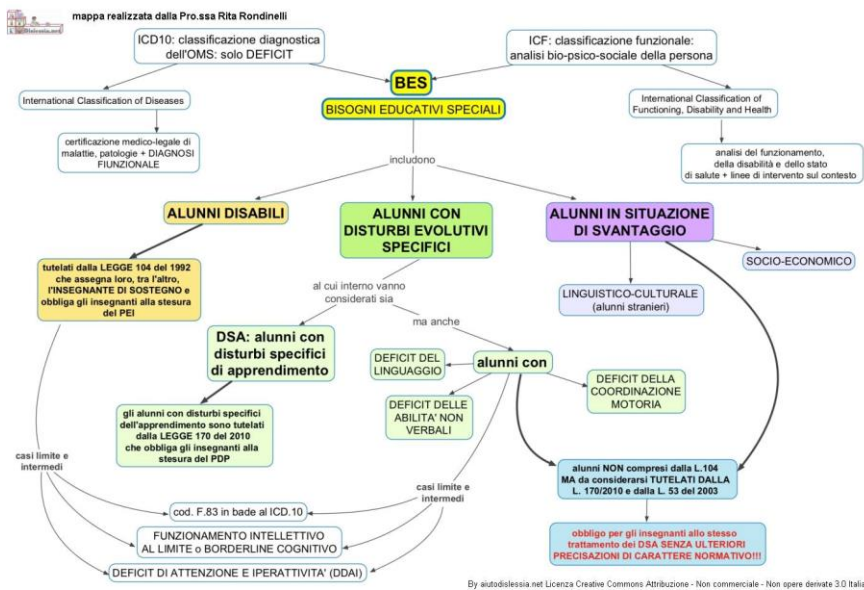 mappa realizzata dalla Pro.ssa Rita Rondinelli
Dislessia.net
ICD10: classificazione diagnostica
dell'OMS: solo DEFICIT
ICF: classificazione funzionale:
analisi bio-psico-sociale della persona
BES
BISOGNI EDUCATIVI SPECIALI
International Classification of Diseases
International Classification of
Functioning, Disability and Health
certificazione medico-legale di
malattie, patologie + DIAGNOSI
FIUNZIONALE
analisi del funzionamento,
della disabilità e dello stato
di salute + linee di intervento sul contesto
includono
ALUNNI DISABILI
ALUNNI CON
DISTURBI EVOLUTIVI
SPECIFICI
ALUNNI IN SITUAZIONE
DI SVANTAGGIO
tutelati dalla LEGGE 104 del 1992
che assegna loro, tra l'altro,
l'INSEGNANTE DI SOSTEGNO e
obbliga gli insegnanti alla stesura
del PEI
SOCIO-ECONOMICO
LINGUISTICO-CULTURALE
(alunni stranieri)
al cui interno vanno
considerati sia
ma anche
DSA: alunni con
disturbi specifici
di apprendimento
DEFICIT DEL
LINGUAGGIO
alunni con
DEFICIT DELLE
ABILITA' NON
VERBALI
DEFICIT DELLA
COORDINAZIONE
MOTORIA
gli alunni con disturbi specifici
dell'apprendimento sono tutelati
dalla LEGGE 170 del 2010
che obbliga gli insegnanti alla
stesura del PDP
casi limite e
intermedi
casi limite e
intermedi
alunni NON compresi dalla L.104
MA da considerarsi TUTELATI DALLA
L. 170/2010 e dalla L. 53 del 2003
cod. F.83 in bade al ICD.10
FUNZIONAMENTO INTELLETTIVO
AL LIMITE o BORDERLINE COGNITIVO
DEFICIT DI ATTENZIONE E IPERATTIVITA' (DDAI)
obbligo per gli insegnanti allo stesso
trattamento dei DSA SENZA ULTERIORI
PRECISAZIONI DI CARATTERE NORMATIVO!!!
By aiutodislessia.net Licenza Creative Commons Attribuzione - Non commerciale - Non opere derivate 3.0 Italia